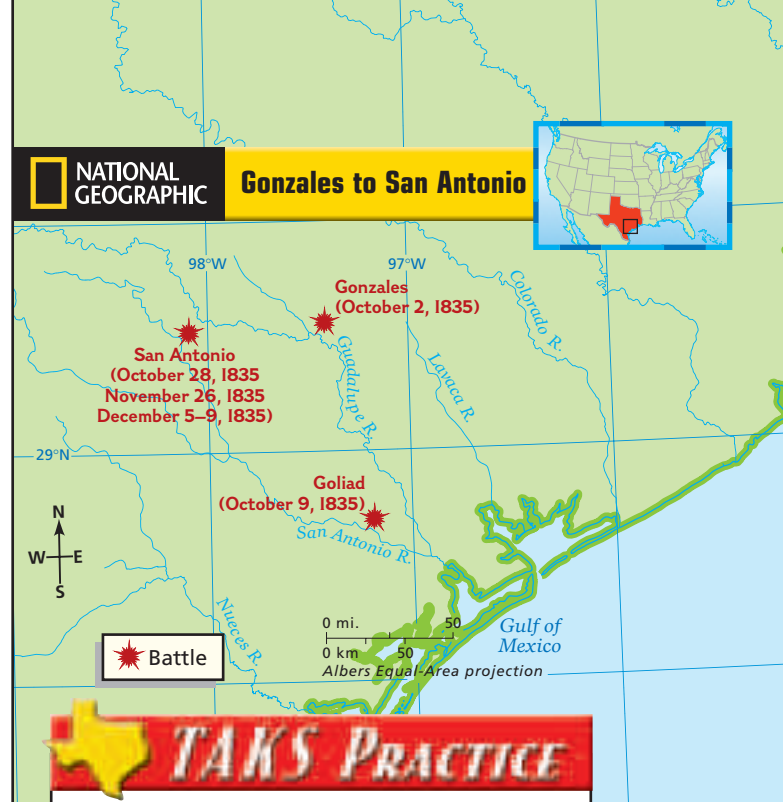 NATIONAL
GEOGRAPHIC
Gonzales to San Antonio
98°W
97°W
Gonzales
(October 2, 1835)
Colorado R.
San Antonio
(October 28, 1835
November 26, 1835
December 5–9, 1835)
Guadalupe R.
Lavaca R.
29°N
Goliad
(October 9, 1835)
San Antonio R.
N
W E
S
Nueces R.
0 mi. 50
0 km 50
Albers Equal-Area projection
Gulf of
Mexico
Battle
TAKS PRACTICE